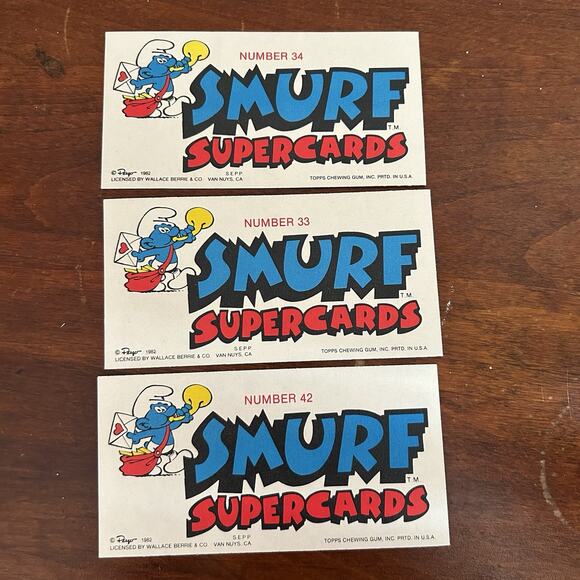 NUMBER 34
SMURF
T.M.
SUPERCARDS
© Peyo 1982 S.E.P.P.
LICENSED BY WALLACE BERRIE & CO. VAN NUYS, CA TOPPS CHEWING GUM, INC. PRTD. IN U.S.A.
NUMBER 33
SMURF
T.M.
SUPERCARDS
© Peyo 1982 S.E.P.P.
LICENSED BY WALLACE BERRIE & CO. VAN NUYS, CA TOPPS CHEWING GUM, INC. PRTD. IN U.S.A.
NUMBER 42
SMURF
T.M.
SUPERCARDS
© Peyo 1982 S.E.P.P.
LICENSED BY WALLACE BERRIE & CO. VAN NUYS, CA TOPPS CHEWING GUM, INC. PRTD. IN U.S.A.